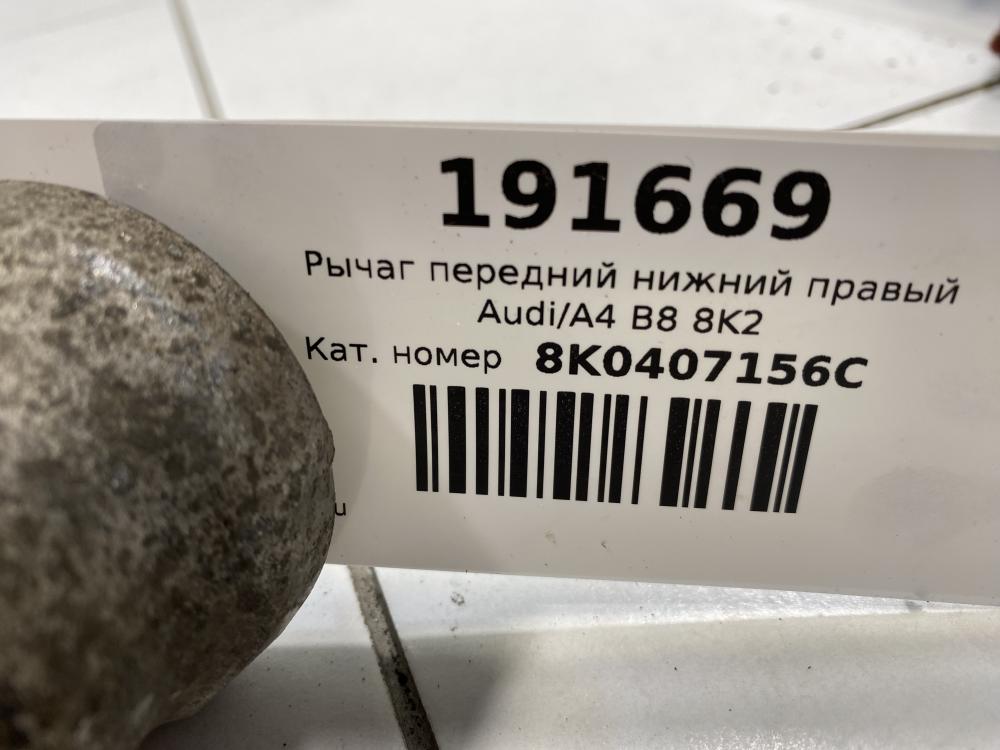 191669
Рычаг передний нижний правый
Audi/A4 B8 8K2
Кат. номер 8K0407156C
u